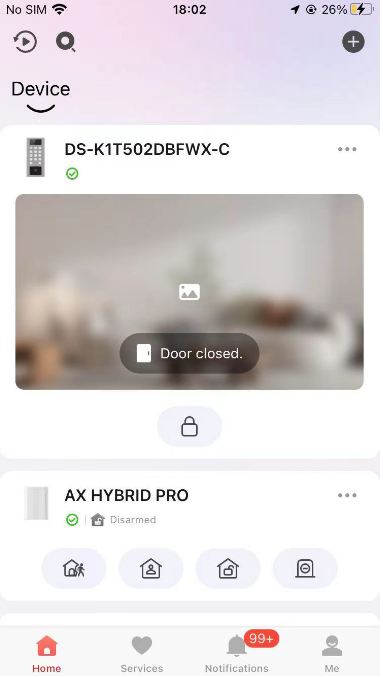 No SIM 18:02 26%
Device
DS-K1T502DBFWX-C
Door closed.
AX HYBRID PRO
Disarmed
99+
Home Services Notifications Me